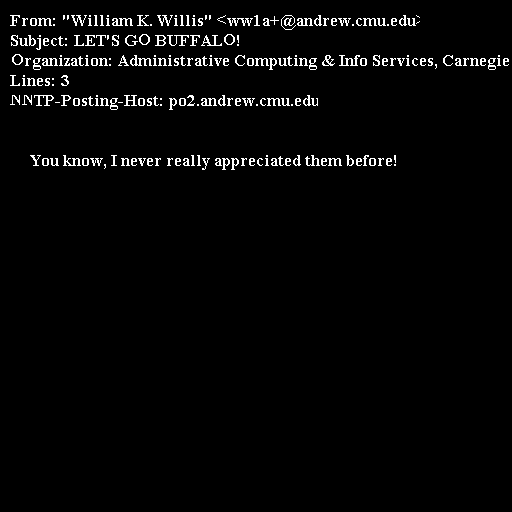 From: "William K. Willis" <ww1a+@andrew.cmu.edu>
Subject: LET'S GO BUFFALO!
Organization: Administrative Computing & Info Services, Carnegie
Lines: 3
NNTP-Posting-Host: po2.andrew.cmu.edu
You know, I never really appreciated them before!